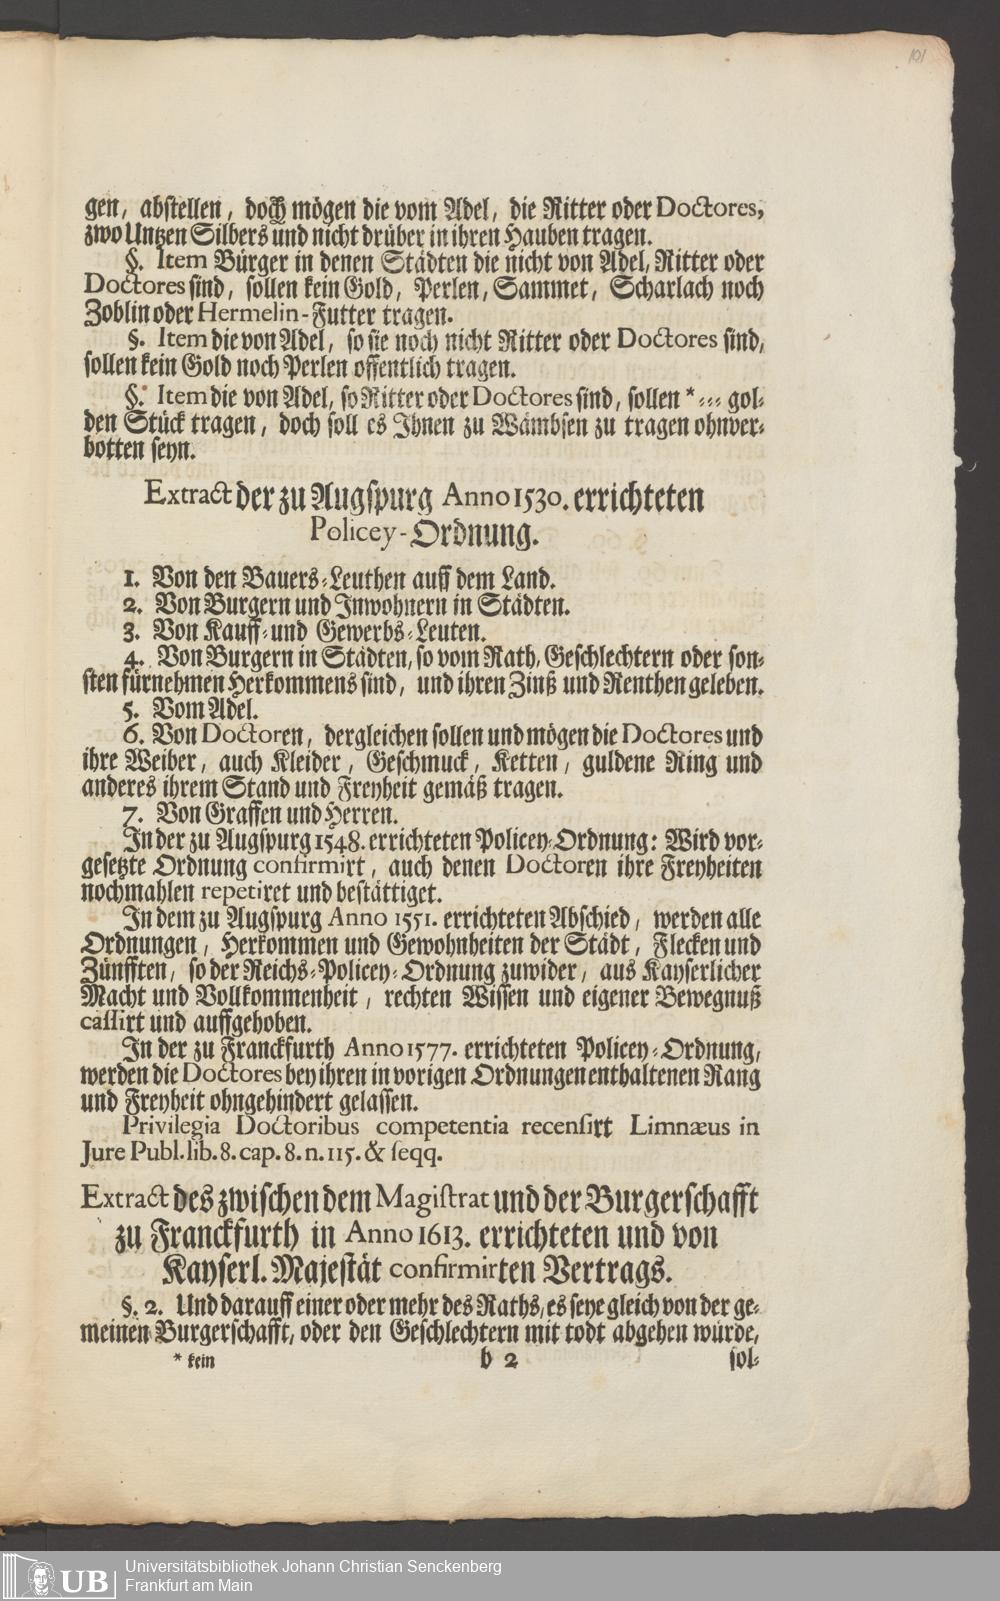 101
gen, abstellen, doch mögen die vom Adel, die Ritter oder Doctores,
zwo Untzen Silbers und nicht drüber in ihren Hauben tragen.
§. Item Bürger in denen Städten die nicht von Adel, Ritter oder
Doctores sind, sollen kein Gold, Perlen, Sammet, Scharlach noch
Zoblin oder Hermelin-Futter tragen.
§. Item die von Adel, so sie noch nicht Ritter oder Doctores sind,
sollen kein Gold noch Perlen offentlich tragen.
§. Item die von Adel, so Ritter oder Doctores sind, sollen * --- gol-
den Stück tragen, doch soll es Ihnen zu Wämbsen zu tragen ohnver-
botten seyn.
Extract der zu Augspurg Anno 1530. errichteten
Policey-Ordnung.
1. Von den Bauers-Leuthen auff dem Land.
2. Von Burgern und Inwohnern in Städten.
3. Von Kauff- und Gewerbs-Leuten.
4. Von Burgern in Städten, so vom Rath, Geschlechtern oder son-
sten fürnehmen Herkommens sind, und ihren Zinß und Renthen geleben.
5. Vom Adel.
6. Von Doctoren, dergleichen sollen und mögen die Doctores und
ihre Weiber, auch Kleider, Geschmuck, Ketten, guldene Ring und
anderes ihrem Stand und Freyheit gemäß tragen.
7. Von Graffen und Herren.
In der zu Augspurg 1548. errichteten Policey-Ordnung: Wird vor-
gesetzte Ordnung confirmirt, auch denen Doctoren ihre Freyheiten
nochmahlen repetiret und bestättiget.
In dem zu Augspurg Anno 1551. errichteten Abschied, werden alle
Ordnungen, Herkommen und Gewohnheiten der Städt, Flecken und
Zünfften, so der Reichs-Policey-Ordnung zuwider, aus Kayserlicher
Macht und Vollkommenheit, rechten Wissen und eigener Bewegnuß
cassirt und auffgehoben.
In der zu Franckfurth Anno 1577. errichteten Policey-Ordnung,
werden die Doctores bey ihren in vorigen Ordnungen enthaltenen Rang
und Freyheit ohngehindert gelassen.
Privilegia Doctoribus competentia recensirt Limnæus in
Jure Publ. lib. 8. cap. 8. n. 115. & seqq.
Extract des zwischen dem Magistrat und der Burgerschafft
zu Franckfurth in Anno 1613. errichteten und von
Kayserl. Majestät confirmirten Vertrags.
§. 2. Und darauff einer oder mehr des Raths, es seye gleich von der ge-
meinen Burgerschafft, oder den Geschlechtern mit todt abgehen würde,
* kein b 2 sol-
UB Universitätsbibliothek Johann Christian Senckenberg
Frankfurt am Main